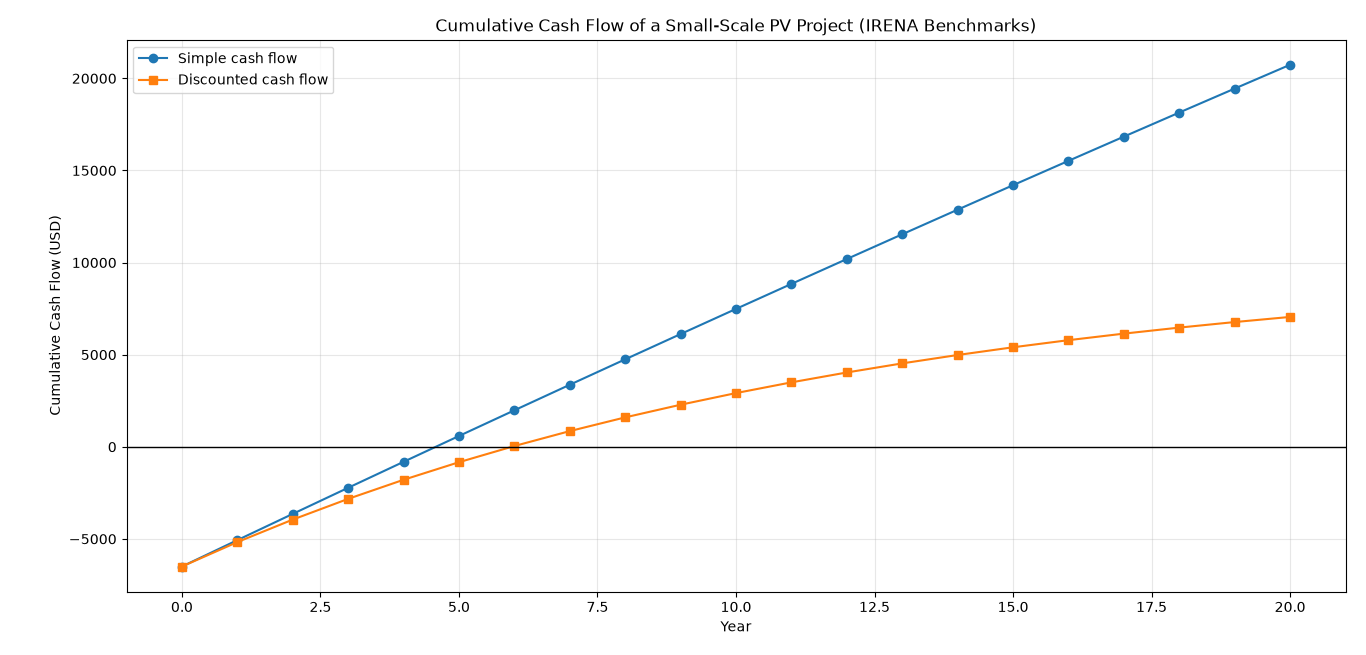 Cumulative Cash Flow of a Small-Scale PV Project (IRENA Benchmarks)
Simple cash flow
Discounted cash flow
Cumulative Cash Flow (USD)
20000
15000
10000
5000
0
−5000
0.0 2.5 5.0 7.5 10.0 12.5 15.0 17.5 20.0
Year